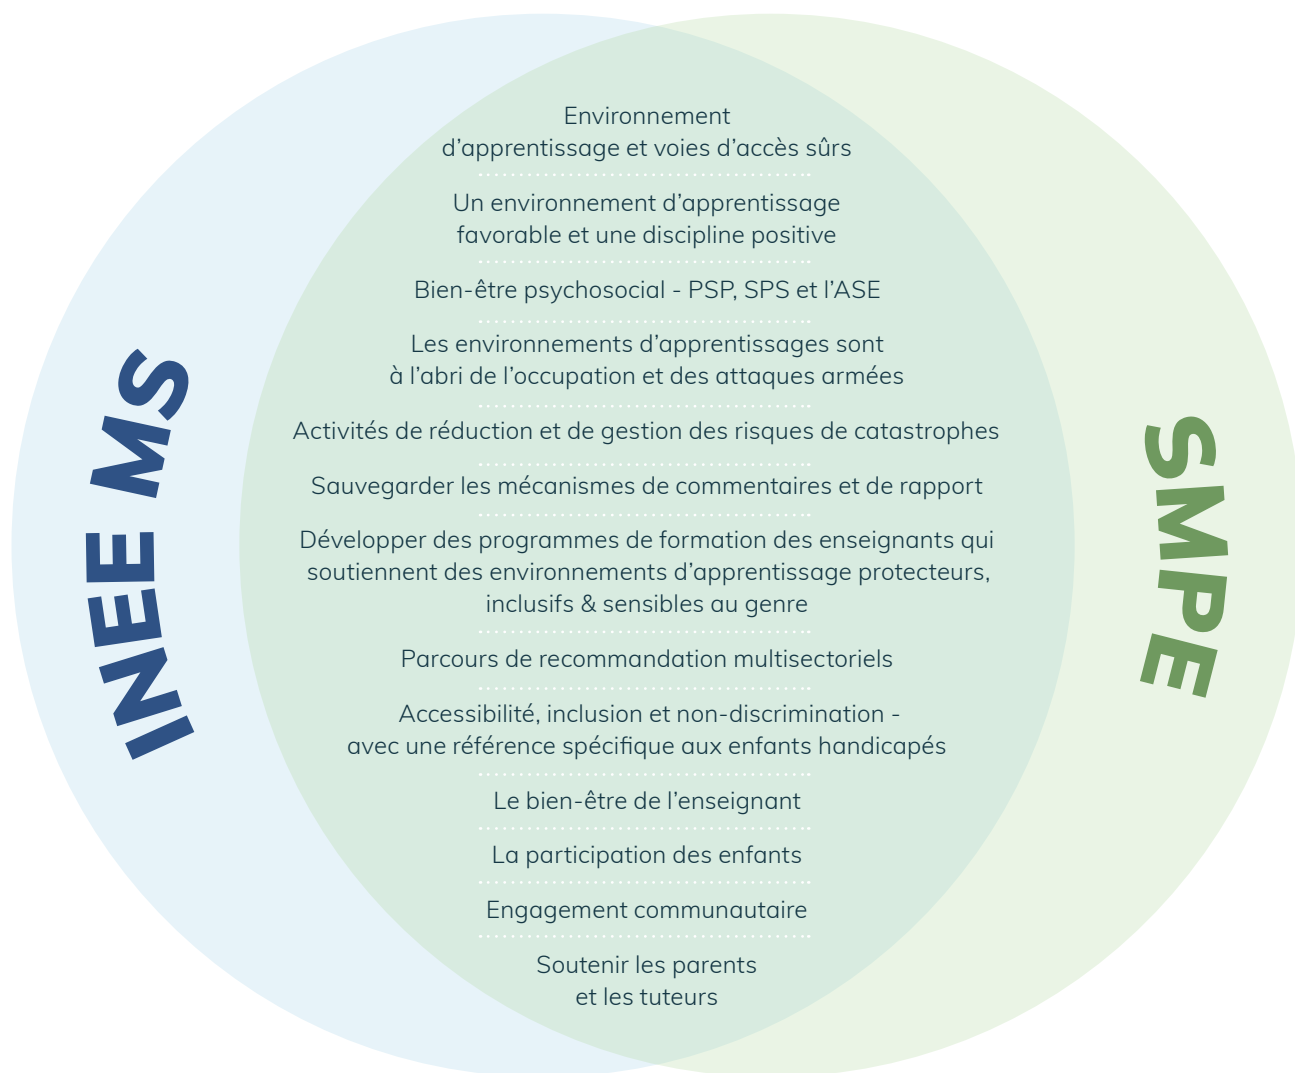 Environnement
d’apprentissage et voies d’accès sûrs
Un environnement d’apprentissage
favorable et une discipline positive
Bien-être psychosocial - PSP, SPS et l’ASE
Les environnements d’apprentissages sont
à l’abri de l’occupation et des attaques armées
Activités de réduction et de gestion des risques de catastrophes
Sauvegarder les mécanismes de commentaires et de rapport
Développer des programmes de formation des enseignants qui
soutiennent des environnements d’apprentissage protecteurs,
inclusifs & sensibles au genre
Parcours de recommandation multisectoriels
Accessibilité, inclusion et non-discrimination -
avec une référence spécifique aux enfants handicapés
Le bien-être de l’enseignant
La participation des enfants
Engagement communautaire
Soutenir les parents
et les tuteurs
INEE MS
SMPE